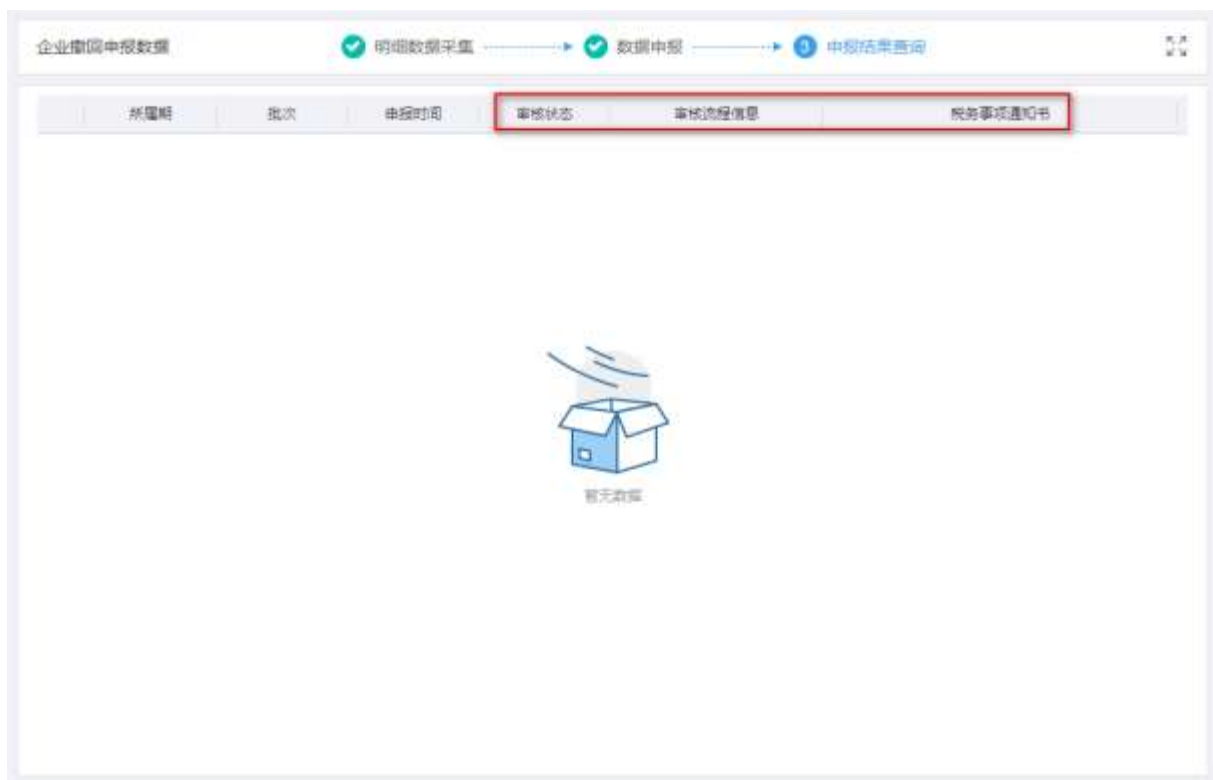 企业撤回申报数据 明细数据采集 数据申报 3 申报结果查询
所属期 批次 申报时间 审核状态 审核流程信息 税务事项通知书
暂无数据